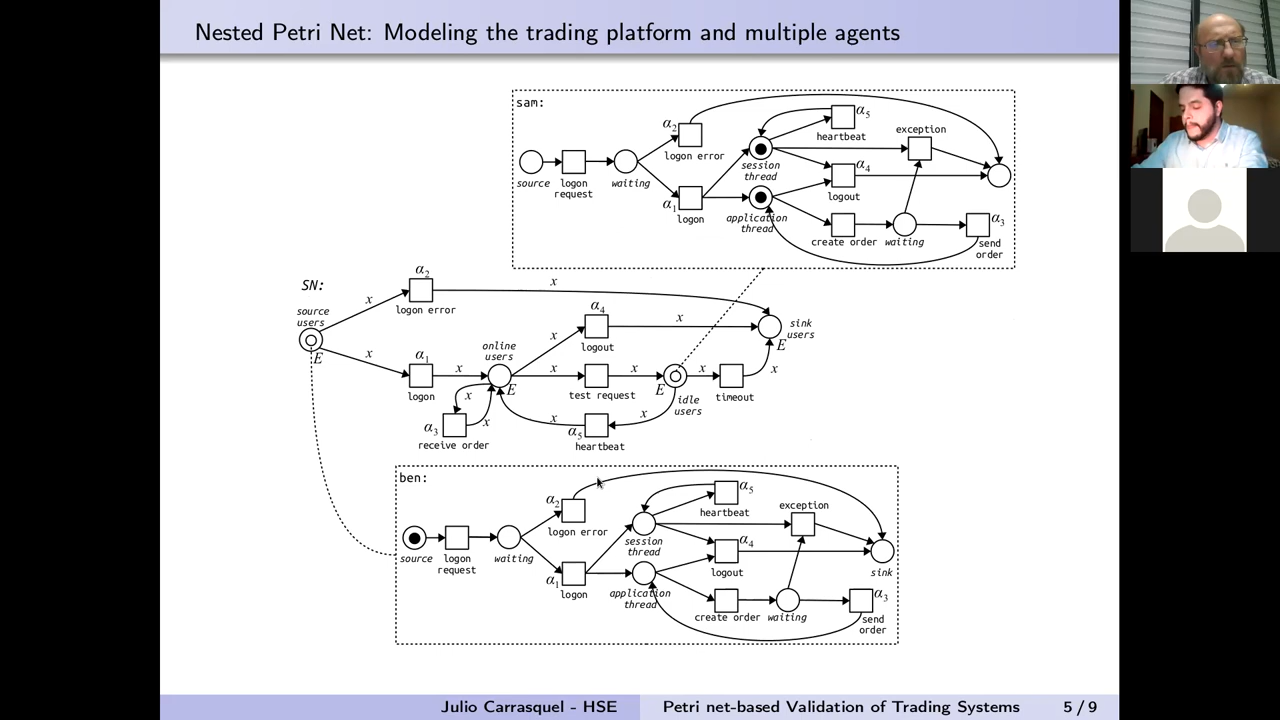 Nested Petri Net: Modeling the trading platform and multiple agents
sam:
α2
logon error
α5
heartbeat
exception
source
logon
request
waiting
session
thread
α4
logout
α1
logon
application
thread
create order
waiting
α3
send
order
SN:
source
users
E
x
α2
logon error
x
α4
logout
x
sink
users
E
x
α1
logon
x
online
users
E
x
x
test request
x
E
idle
users
x
timeout
x
x
x
α3
receive order
x
α5
heartbeat
x
ben:
α2
logon error
α5
heartbeat
exception
source
logon
request
waiting
session
thread
α4
logout
sink
α1
logon
application
thread
create order
waiting
α3
send
order
Julio Carrasquel - HSE
Petri net-based Validation of Trading Systems
5 / 9